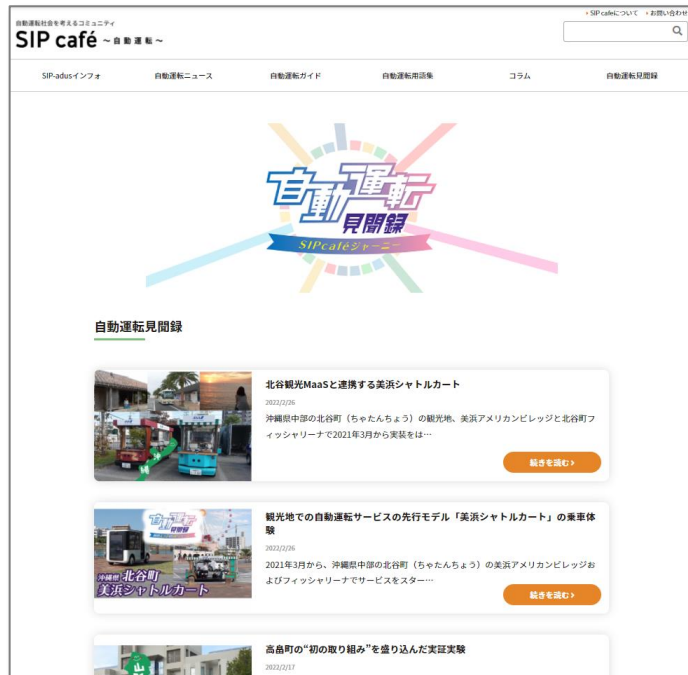 SIP cafeについて お問い合わせ
自動運転社会を考えるコミュニティ
SIP café ～自動運転～
SIP-adusインフォ 自動運転ニュース 自動運転ガイド 自動運転用語集 コラム 自動運転見聞録
自動運転
見聞録
SIPcaféジャーニー
自動運転見聞録
北谷観光MaaSと連携する美浜シャトルカート
2022/2/26
沖縄県中部の北谷町（ちゃたんちょう）の観光地、美浜アメリカンビレッジと北谷町フ
ィッシャリーナで2021年3月から実装をは…
続きを読む
自動運転
見聞録
沖縄県 北谷町
美浜シャトルカート
観光地での自動運転サービスの先行モデル「美浜シャトルカート」の乗車体
験
2022/2/26
2021年3月から、沖縄県中部の北谷町（ちゃたんちょう）の美浜アメリカンビレッジお
よびフィッシャリーナでサービスをスター…
続きを読む
高畠町の“初の取り組み”を盛り込んだ実証実験
2022/2/17